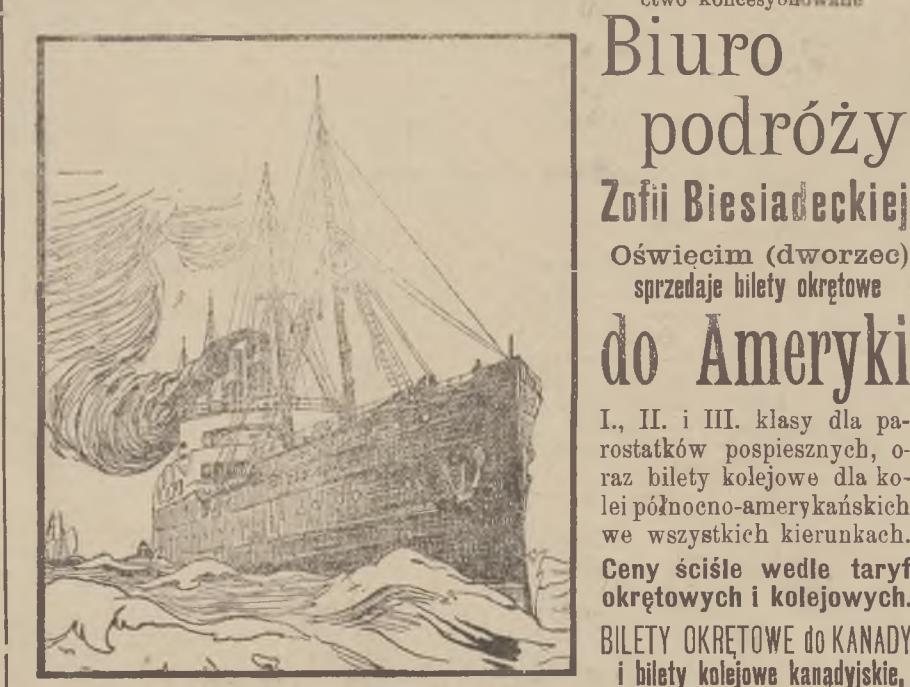 ctwo koncesyonowane
Biuro
podróży
Zofii Biesiadeckiej
Oświęcim (dworzec)
sprzedaje bilety okrętowe
do Ameryki
I., II. i III. klasy dla pa-
rostatków pospiesznych, o-
raz bilety kolejowe dla ko-
lei północno-amerykańskich
we wszystkich kierunkach.
Ceny ściśle wedle taryf
okrętowych i kolejowych.
BILETY OKRĘTOWE do KANADY
i bilety kolejowe kanadyjskie,